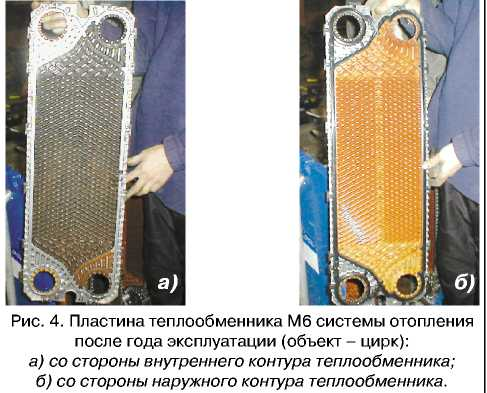 а)
б)
Рис. 4. Пластина теплообменника М6 системы отопления
после года эксплуатации (объект – цирк):
а) со стороны внутреннего контура теплообменника;
б) со стороны наружного контура теплообменника.